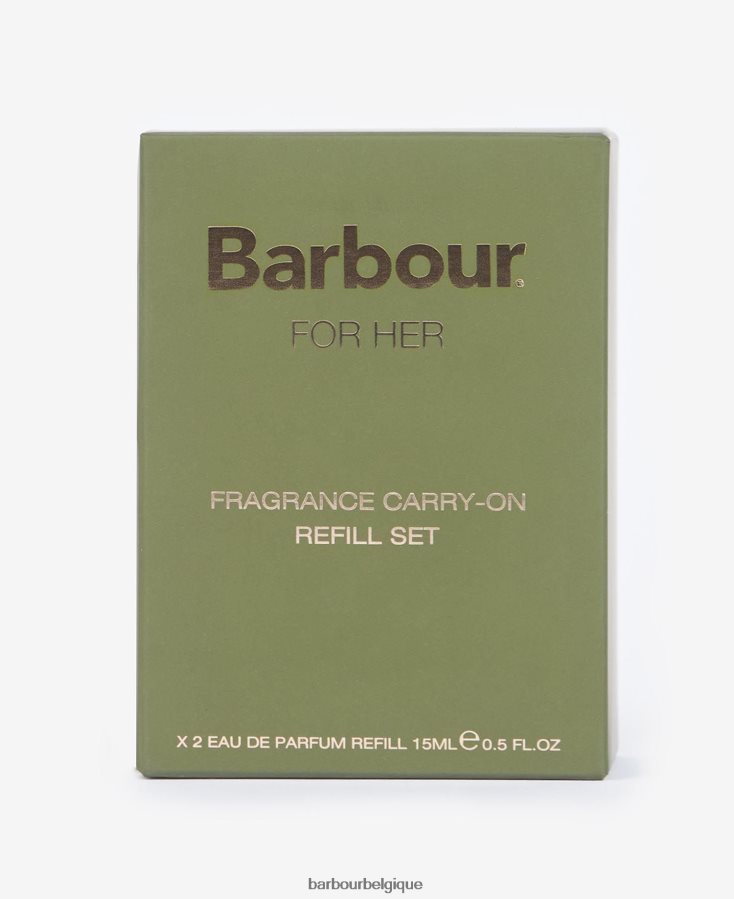 Barbour®
FOR HER
FRAGRANCE CARRY-ON
REFILL SET
X 2 EAU DE PARFUM REFILL 15ML℮0.5 FL.OZ
barbourbelgique